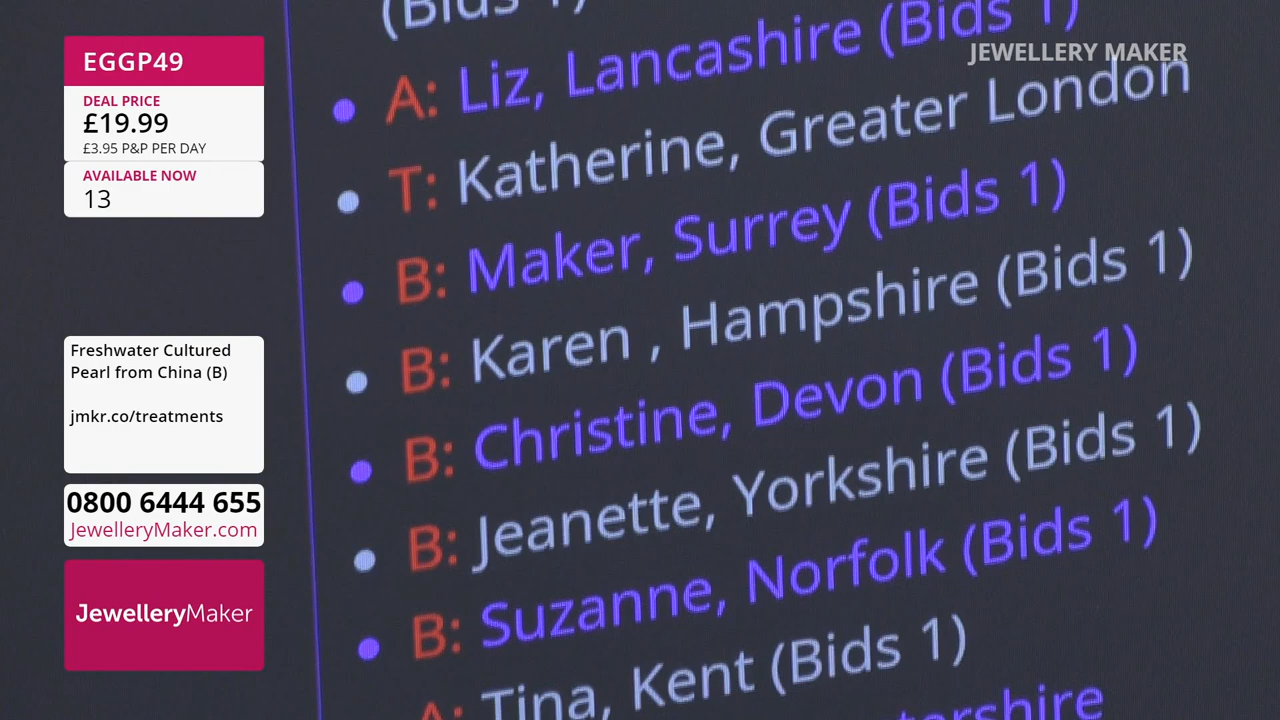 EGGP49
DEAL PRICE
£19.99
£3.95 P&P PER DAY
AVAILABLE NOW
13
Freshwater Cultured
Pearl from China (B)
jmkr.co/treatments
0800 6444 655
JewelleryMaker.com
JewelleryMaker
JEWELLERY MAKER
(Bids 1)
A: Liz, Lancashire (Bids 1)
T: Katherine, Greater London
B: Maker, Surrey (Bids 1)
B: Karen , Hampshire (Bids 1)
B: Christine, Devon (Bids 1)
B: Jeanette, Yorkshire (Bids 1)
B: Suzanne, Norfolk (Bids 1)
A: Tina, Kent (Bids 1)